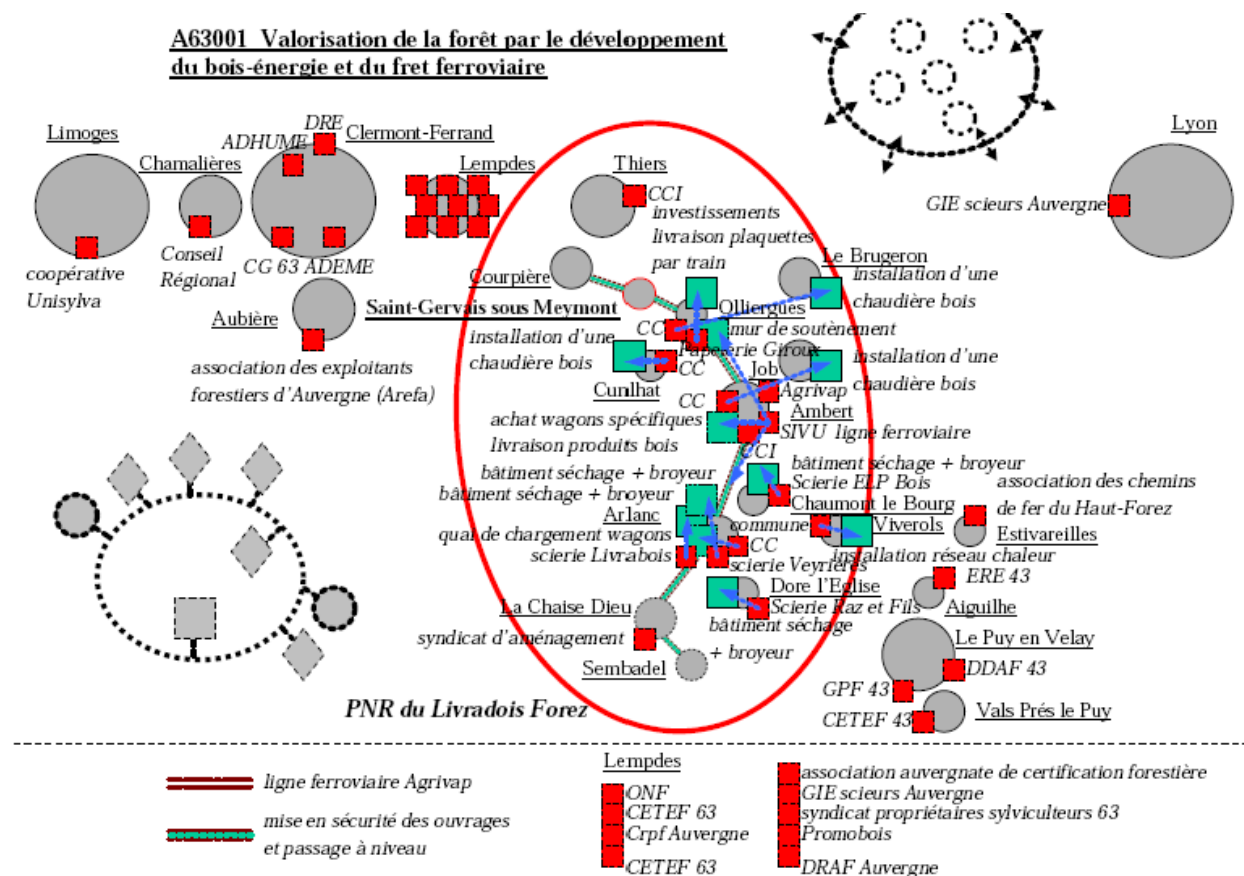 A63001 Valorisation de la forêt par le développement
du bois-énergie et du fret ferroviaire
Limoges
Chamalières
DRE
ADHUME
Clermont-Ferrand
Lempdes
Thiers
Lyon
CCI
GIE scieurs Auvergne
investissements
livraison plaquettes
par train
coopérative
Unisylva
Conseil
Régional
CG 63 ADEME
Courpière
Le Brugeron
installation d'une
chaudière bois
Aubière
Saint-Gervais sous Meymont
Olliergues
CC
mur de soutènement
Papeterie Giroux
installation d'une
chaudière bois
CC
Cunlhat
installation d'une
chaudière bois
association des exploitants
forestiers d'Auvergne (Arefa)
Job
Agrivap
CC
Ambert
achat wagons spécifiques
livraison produits bois
SIVU ligne ferroviaire
CCI
bâtiment séchage + broyeur
bâtiment séchage + broyeur
Scierie ELP Bois
bâtiment séchage + broyeur
Chaumont le Bourg
association des chemins
de fer du Haut-Forez
Arlanc
commune
Viverols
Estivareilles
quai de chargement wagons
CC
installation réseau chaleur
scierie Livrabois
scierie Veyrières
ERE 43
Dore l'Eglise
Aiguilhe
La Chaise Dieu
Scierie Raz et Fils
syndicat d'aménagement
bâtiment séchage
+ broyeur
Sembadel
Le Puy en Velay
DDAF 43
GPF 43
CETEF 43
Vals Prés le Puy
PNR du Livradois Forez
ligne ferroviaire Agrivap
mise en sécurité des ouvrages
et passage à niveau
Lempdes
ONF
CETEF 63
Crpf Auvergne
CETEF 63
association auvergnate de certification forestière
GIE scieurs Auvergne
syndicat propriétaires sylviculteurs 63
Promobois
DRAF Auvergne